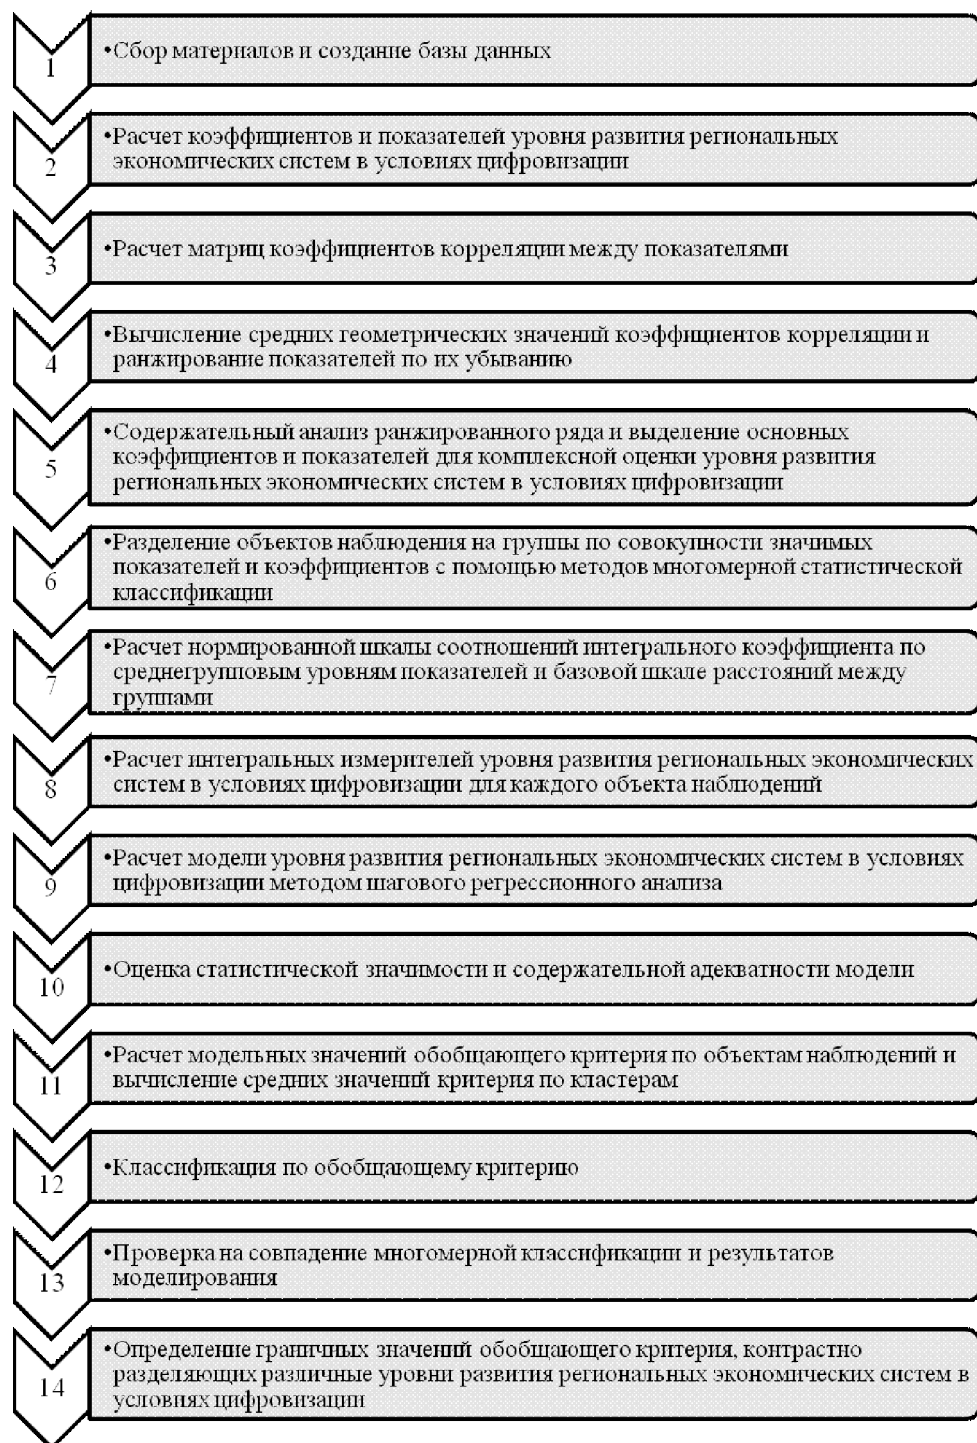 1
•Сбор материалов и создание базы данных
2
•Расчет коэффициентов и показателей уровня развития региональных
экономических систем в условиях цифровизации
3
•Расчет матриц коэффициентов корреляции между показателями
4
•Вычисление средних геометрических значений коэффициентов корреляции и
ранжирование показателей по их убыванию
5
•Содержательный анализ ранжированного ряда и выделение основных
коэффициентов и показателей для комплексной оценки уровня развития
региональных экономических систем в условиях цифровизации
6
•Разделение объектов наблюдения на группы по совокупности значимых
показателей и коэффициентов с помощью методов многомерной статистической
классификации
7
•Расчет нормированной шкалы соотношений интегрального коэффициента по
среднегрупповым уровням показателей и базовой шкале расстояний между
группами
8
•Расчет интегральных измерителей уровня развития региональных экономических
систем в условиях цифровизации для каждого объекта наблюдений
9
•Расчет модели уровня развития региональных экономических систем в условиях
цифровизации методом шагового регрессионного анализа
10
•Оценка статистической значимости и содержательной адекватности модели
11
•Расчет модельных значений обобщающего критерия по объектам наблюдений и
вычисление средних значений критерия по кластерам
12
•Классификация по обобщающему критерию
13
•Проверка на совпадение многомерной классификации и результатов
моделирования
14
•Определение граничных значений обобщающего критерия, контрастно
разделяющих различные уровни развития региональных экономических систем в
условиях цифровизации